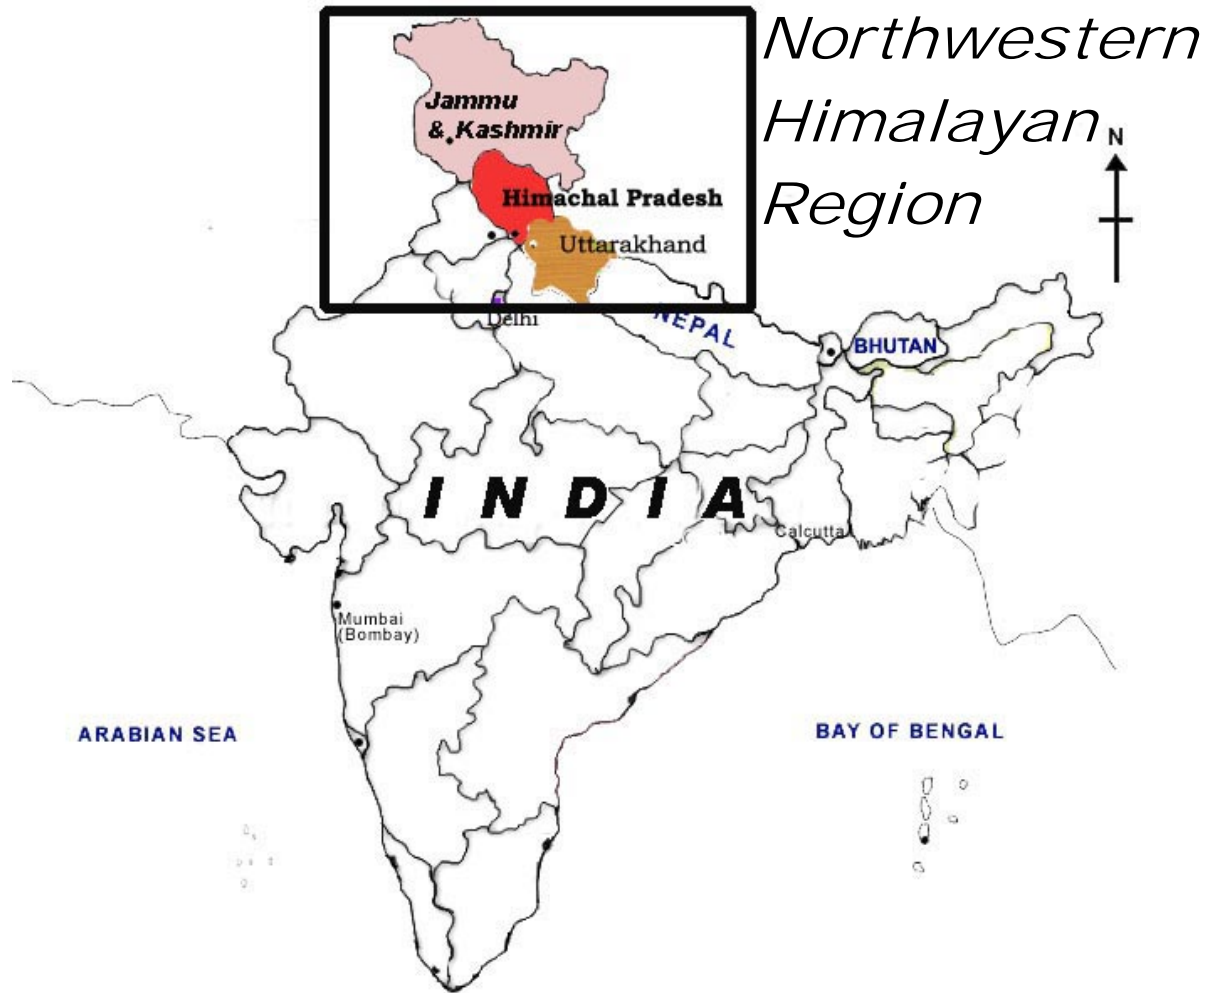 Northwestern
Himalayan
Region
N
Jammu
& Kashmir
Himachal Pradesh
Uttarakhand
Delhi
NEPAL
BHUTAN
INDIA
Calcutta
Mumbai
(Bombay)
ARABIAN SEA
BAY OF BENGAL